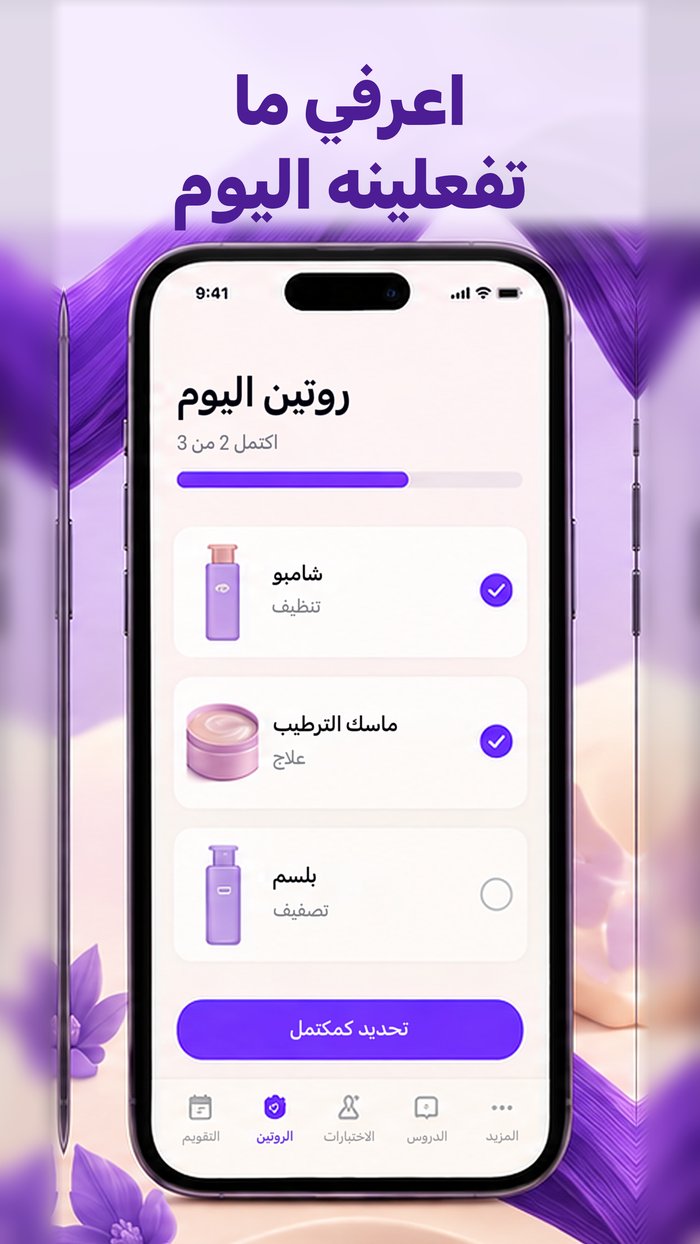 اعرفي ما
تفعلينه اليوم
9:41
روتين اليوم
اكتمل 2 من 3
شامبو
تنظيف
ماسك الترطيب
علاج
بلسم
تصفيف
تحديد كمكتمل
المزيد
الدروس
الاختبارات
الروتين
التقويم